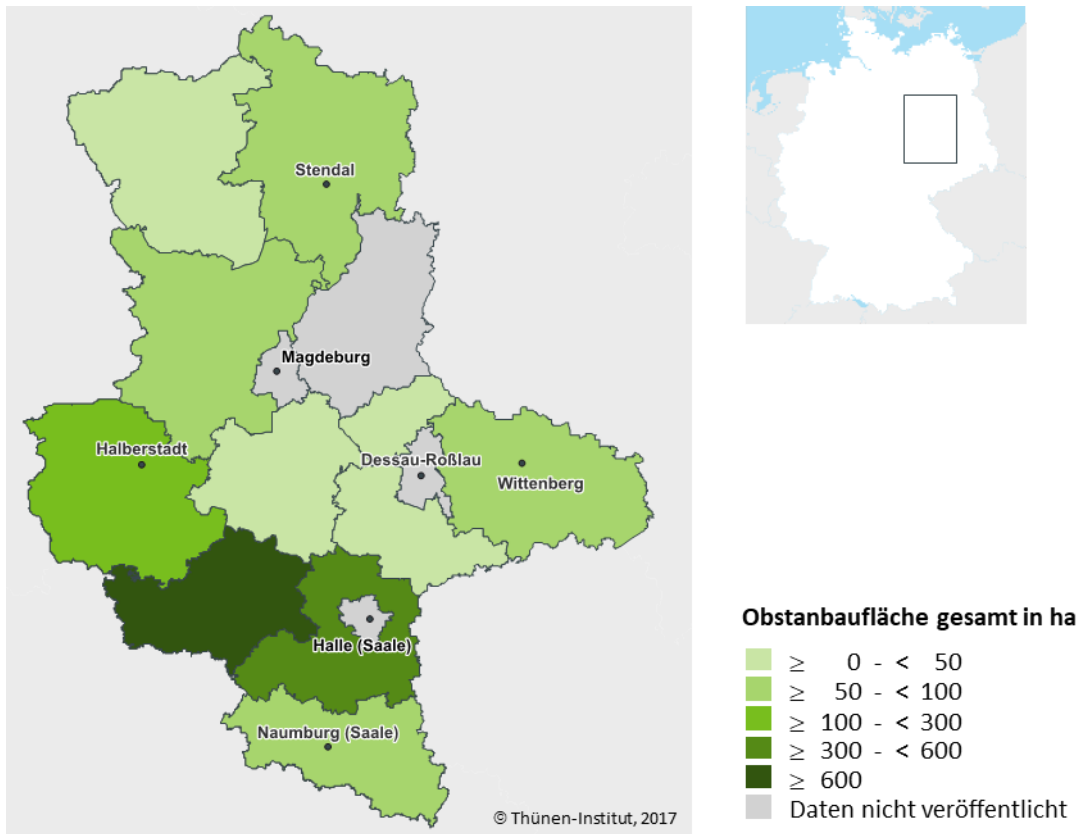 Stendal
Magdeburg
Halberstadt
Dessau-Roßlau
Wittenberg
Halle (Saale)
Naumburg (Saale)
© Thünen-Institut, 2017
Obstanbaufläche gesamt in ha
≥ 0 - < 50
≥ 50 - < 100
≥ 100 - < 300
≥ 300 - < 600
≥ 600
Daten nicht veröffentlicht